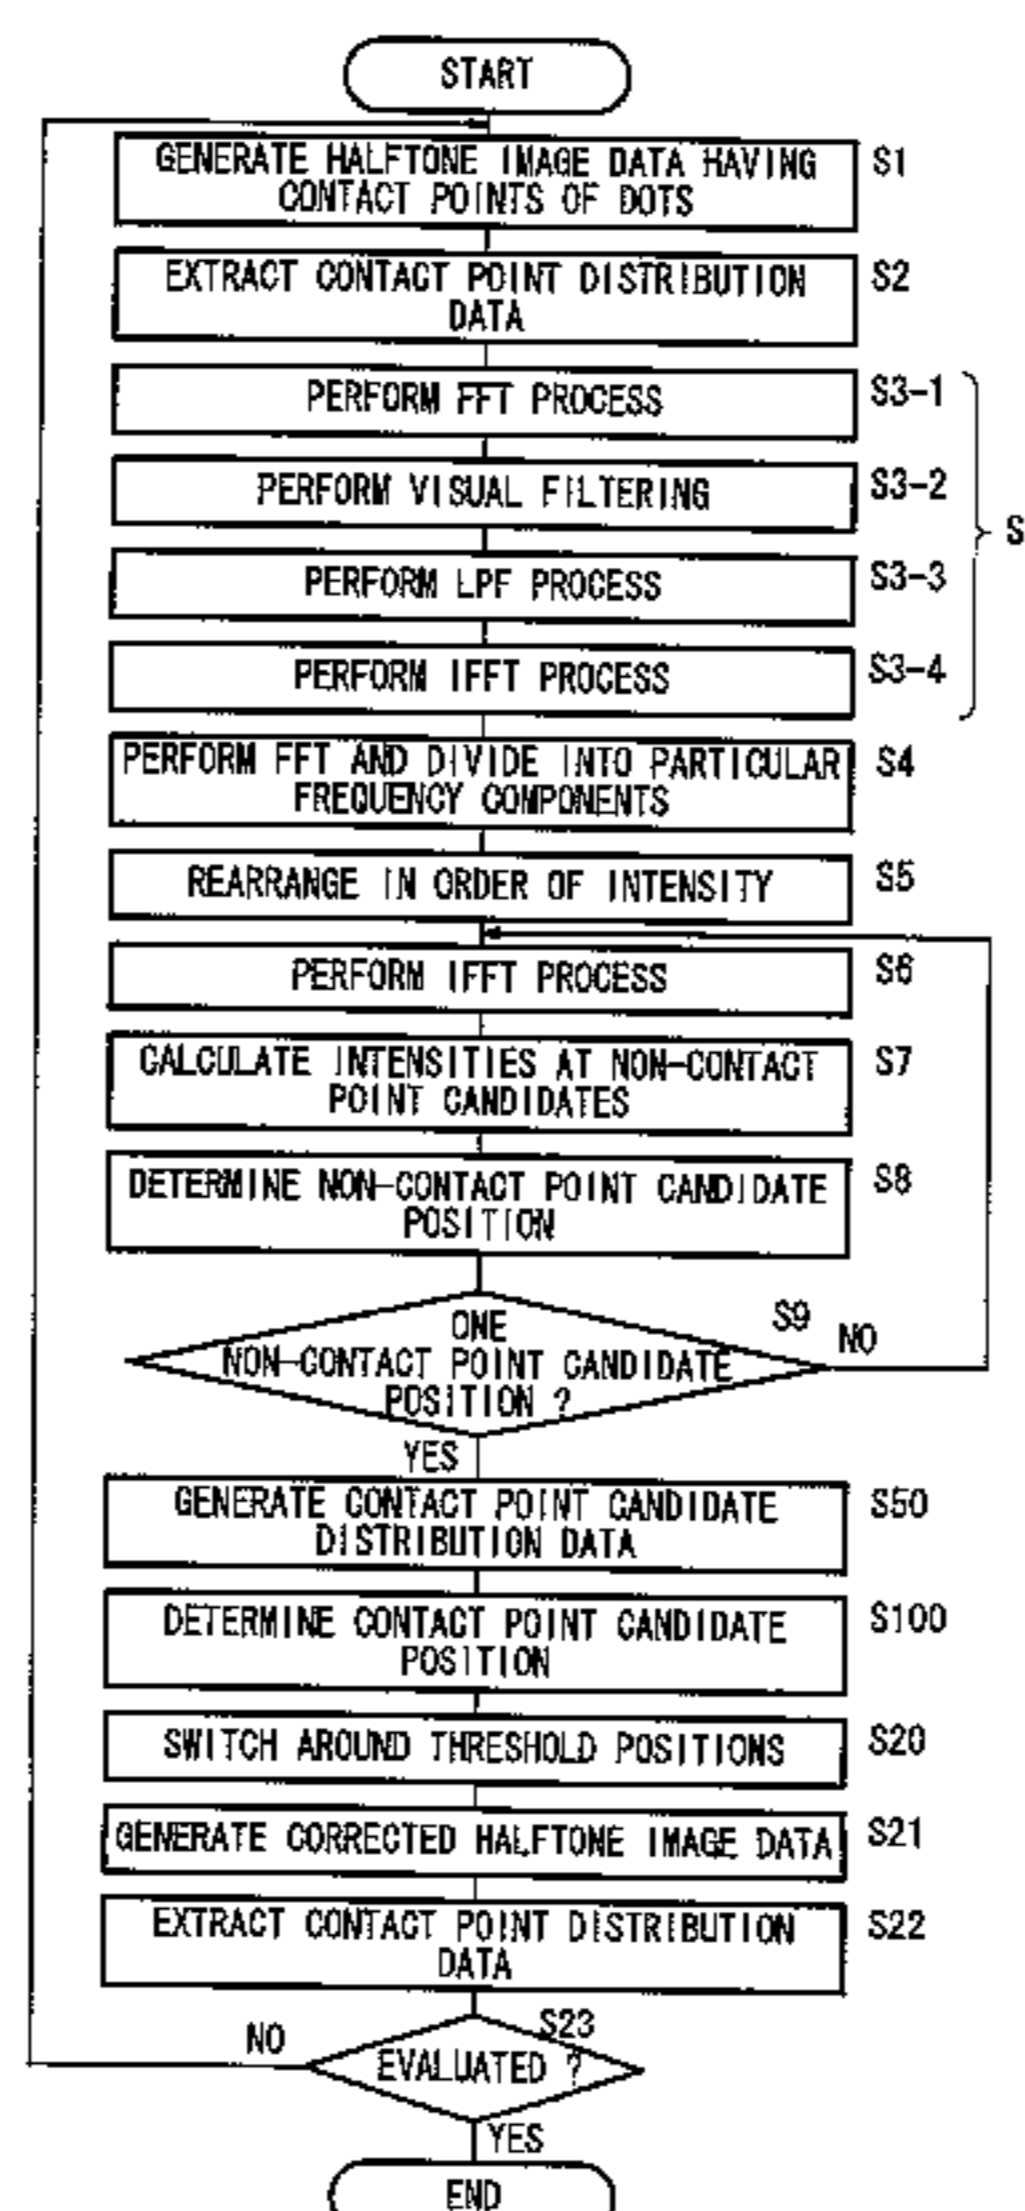 START
GENERATE HALFTONE IMAGE DATA HAVING
CONTACT POINTS OF DOTS
S1
EXTRACT CONTACT POINT DISTRIBUTION
DATA
S2
PERFORM FFT PROCESS
S3-1
PERFORM VISUAL FILTERING
S3-2
S
PERFORM LPF PROCESS
S3-3
PERFORM IFFT PROCESS
S3-4
PERFORM FFT AND DIVIDE INTO PARTICULAR
FREQUENCY COMPONENTS
S4
REARRANGE IN ORDER OF INTENSITY
S5
PERFORM IFFT PROCESS
S6
CALCULATE INTENSITIES AT NON-CONTACT
POINT CANDIDATES
S7
DETERMINE NON-CONTACT POINT CANDIDATE
POSITION
S8
ONE
NON-CONTACT POINT CANDIDATE
POSITION ?
S9
NO
YES
GENERATE CONTACT POINT CANDIDATE
DISTRIBUTION DATA
S50
DETERMINE CONTACT POINT CANDIDATE
POSITION
S100
SWITCH AROUND THRESHOLD POSITIONS
S20
GENERATE CORRECTED HALFTONE IMAGE DATA
S21
EXTRACT CONTACT POINT DISTRIBUTION
DATA
S22
S23
NO
EVALUATED ?
YES
END